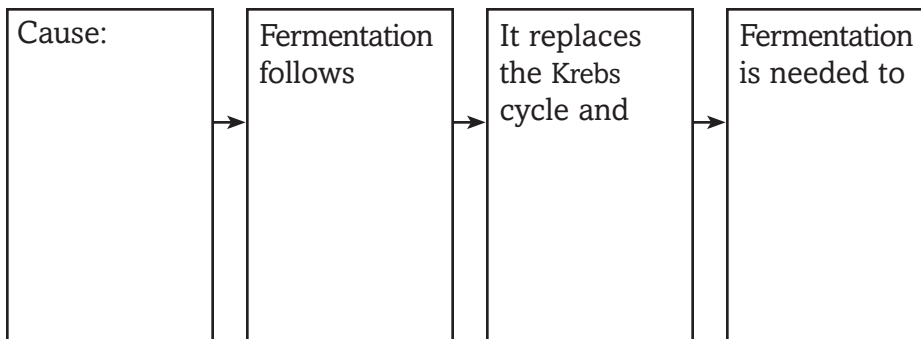 Cause:
Fermentation
follows
It replaces
the Krebs
cycle and
Fermentation
is needed to